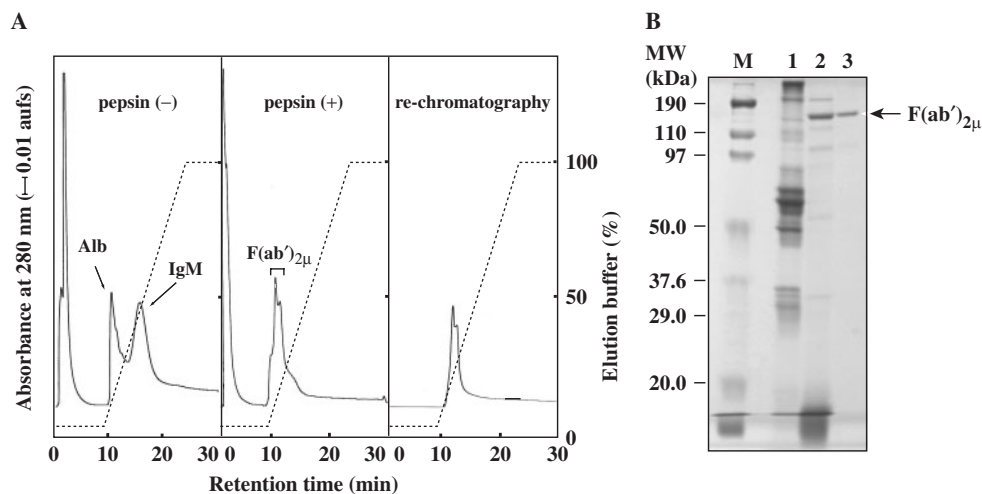 A
Absorbance at 280 nm (⟼ 0.01 aufs)
pepsin (−)
pepsin (+)
re-chromatography
Alb
IgM
F(ab′)2μ
100
50
0
Elution buffer (%)
0 10 20 30
0 10 20 30
0 10 20 30
Retention time (min)
B
MW
(kDa)
M 1 2 3
190
110
97
50.0
37.6
29.0
20.0
F(ab′)2μ